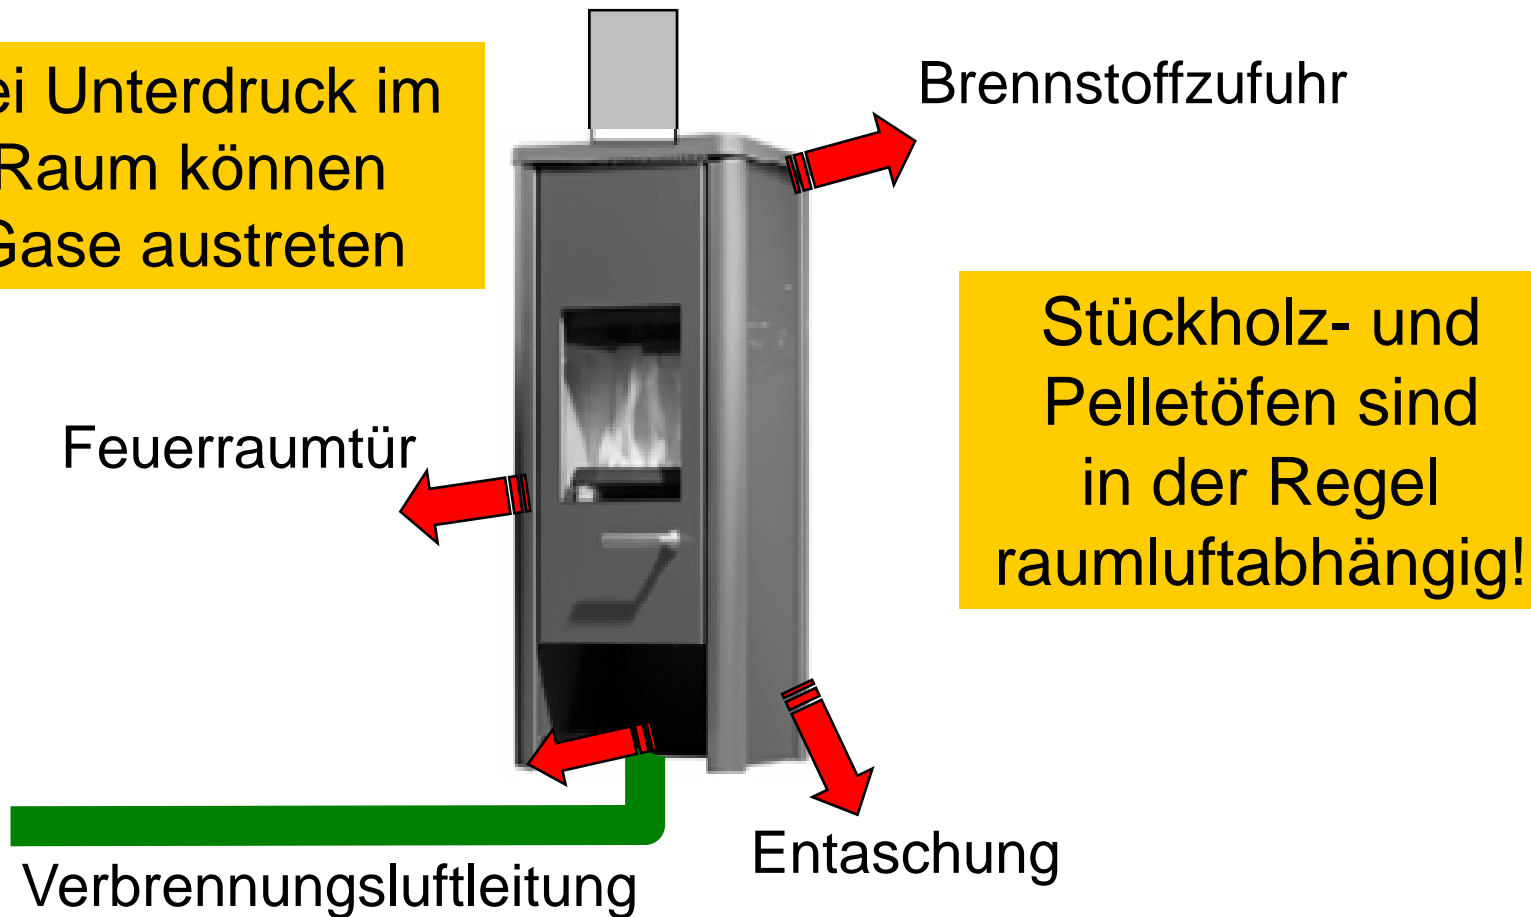 ei Unterdruck im
Raum können
Gase austreten
Brennstoffzufuhr
Stückholz- und
Pelletöfen sind
in der Regel
raumluftabhängig!
Feuerraumtür
Entaschung
Verbrennungsluftleitung